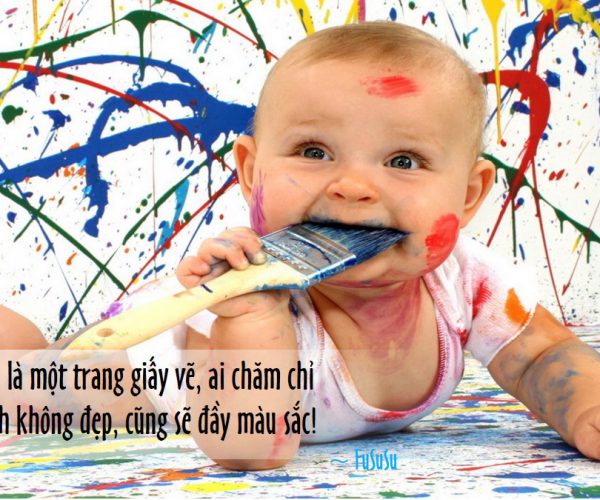 là một trang giấy vẽ, ai chăm chỉ
h không đẹp, cũng sẽ đầy màu sắc!
~ FuSuSu